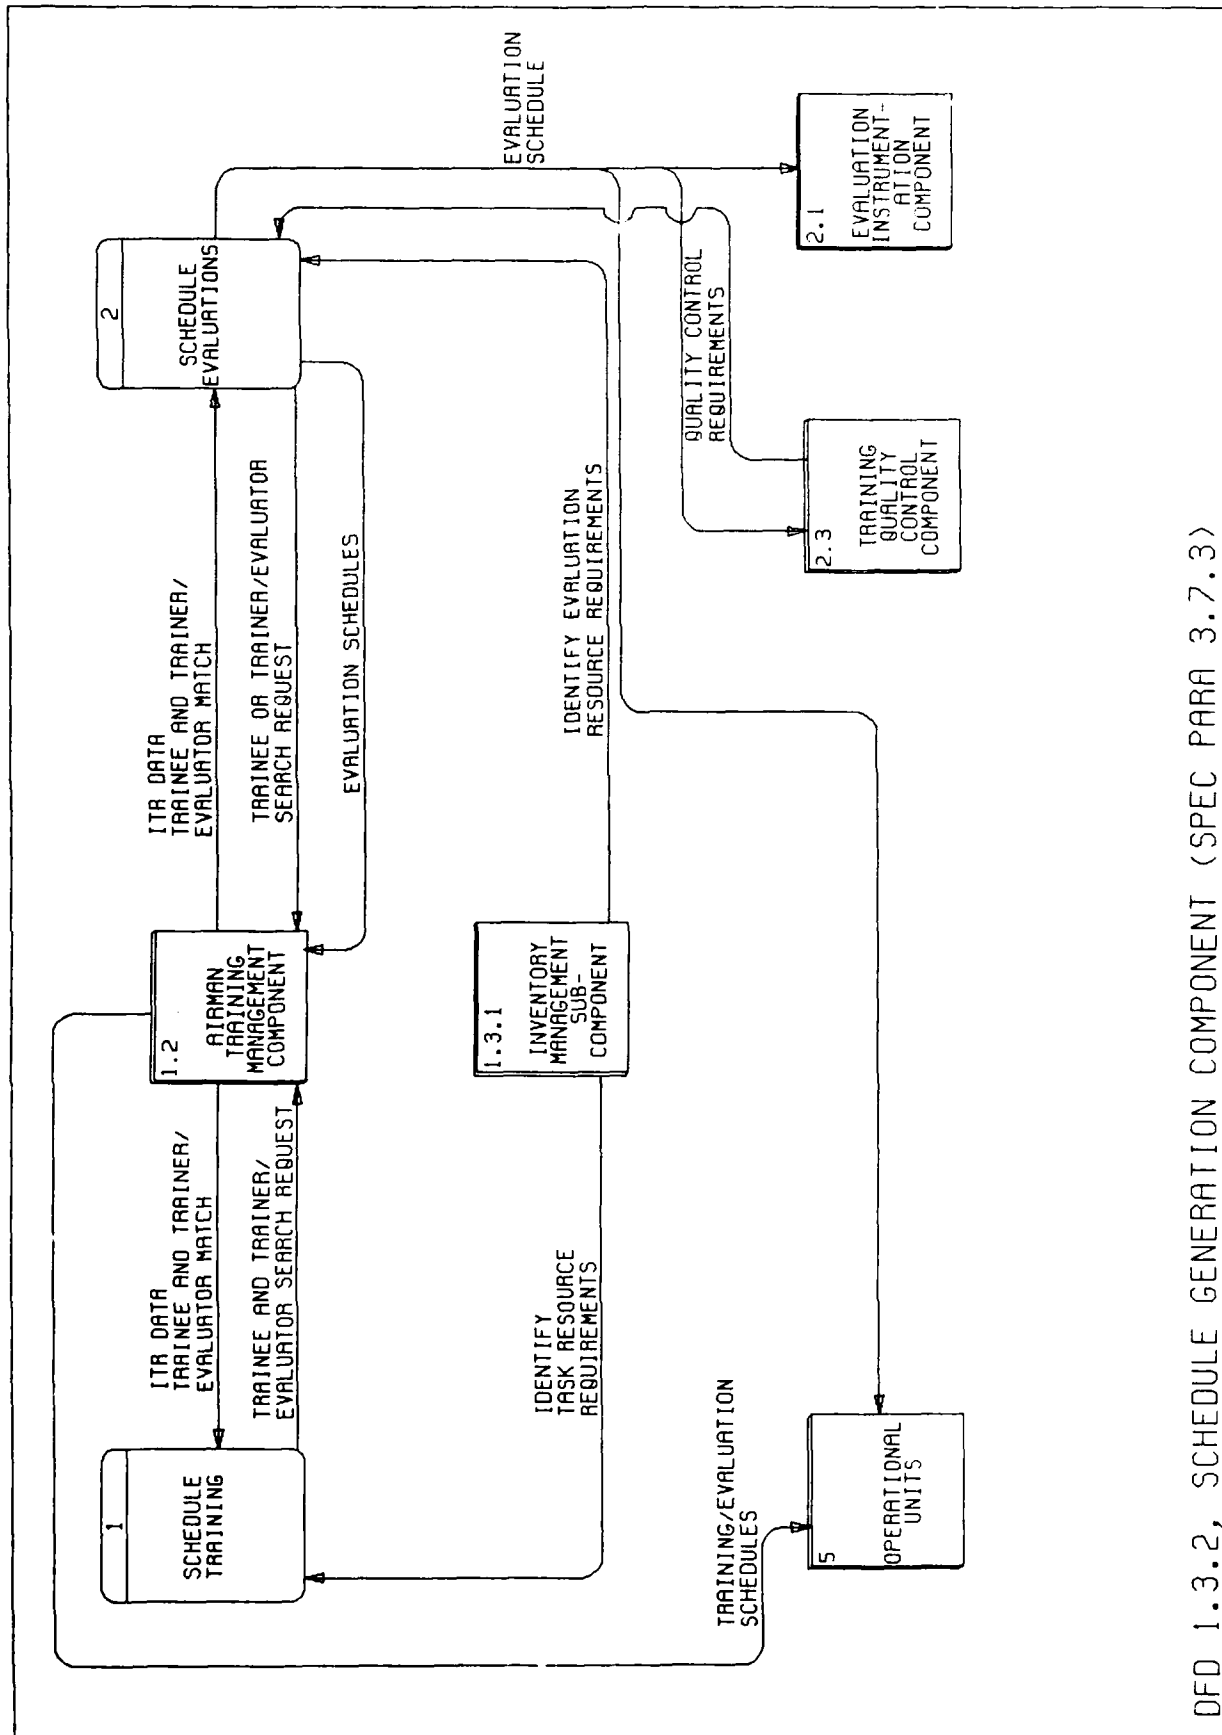 1
SCHEDULE
TRAINING
ITR DATA
TRAINEE AND TRAINER/
EVALUATOR MATCH
TRAINEE AND TRAINER/
EVALUATOR SEARCH REQUEST
1.2
AIRMAN
TRAINING
MANAGEMENT
COMPONENT
ITR DATA
TRAINEE AND TRAINER/
EVALUATOR MATCH
TRAINEE OR TRAINER/EVALUATOR
SEARCH REQUEST
EVALUATION SCHEDULES
2
SCHEDULE
EVALUATIONS
IDENTIFY
TASK RESOURCE
REQUIREMENTS
1.3.1
INVENTORY
MANAGEMENT
SUB-
COMPONENT
IDENTIFY EVALUATION
RESOURCE REQUIREMENTS
EVALUATION
SCHEDULE
QUALITY CONTROL
REQUIREMENTS
TRAINING/EVALUATION
SCHEDULES
5
OPERATIONAL
UNITS
2.3
TRAINING
QUALITY
CONTROL
COMPONENT
2.1
EVALUATION
INSTRUMENT-
ATION
COMPONENT
DFD 1.3.2, SCHEDULE GENERATION COMPONENT (SPEC PARA 3.7.3)